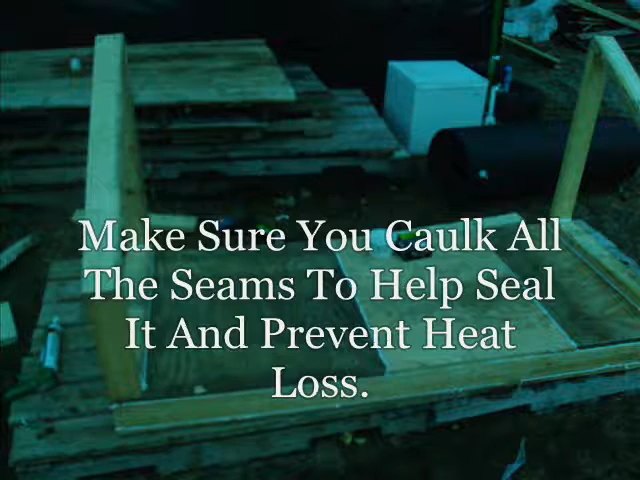 Make Sure You Caulk All
The Seams To Help Seal
It And Prevent Heat
Loss.